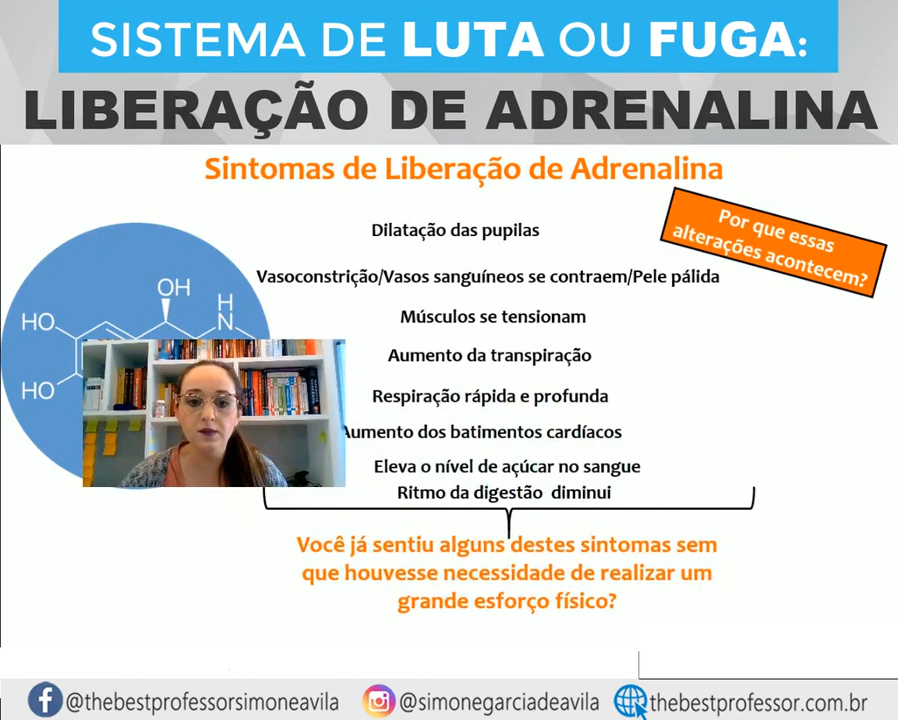 SISTEMA DE LUTA OU FUGA:
LIBERAÇÃO DE ADRENALINA
Sintomas de Liberação de Adrenalina
Por que essas
alterações acontecem?
Dilatação das pupilas
Vasoconstrição/Vasos sanguíneos se contraem/Pele pálida
Músculos se tensionam
Aumento da transpiração
Respiração rápida e profunda
Aumento dos batimentos cardíacos
Eleva o nível de açúcar no sangue
Ritmo da digestão diminui
OH
H
N
HO
HO
Você já sentiu alguns destes sintomas sem
que houvesse necessidade de realizar um
grande esforço físico?
@thebestprofessorsimoneavila @simonegarciadeavila thebestprofessor.com.br